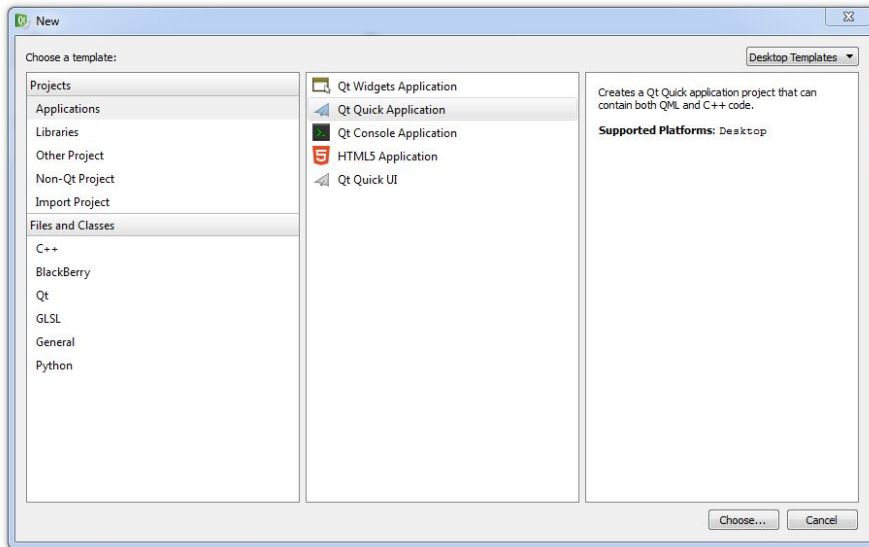 New
Choose a template:
Desktop Templates
Projects
Applications
Libraries
Other Project
Non-Qt Project
Import Project
Files and Classes
C++
BlackBerry
Qt
GLSL
General
Python
Qt Widgets Application
Qt Quick Application
Qt Console Application
HTML5 Application
Qt Quick UI
Creates a Qt Quick application project that can
contain both QML and C++ code.
Supported Platforms: Desktop
Choose...
Cancel